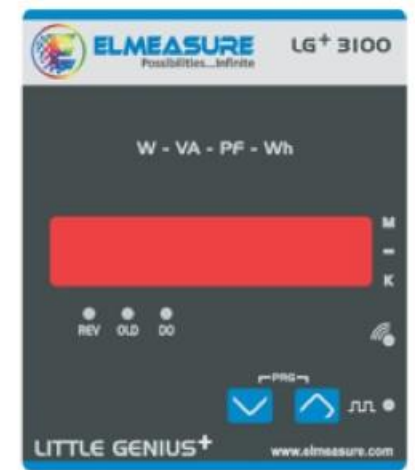 ELMEASURE LG+ 3100
Possibilities...Infinite
W - VA - PF - Wh
M
-
K
REV OLD DO
PRG
LITTLE GENIUS+ www.elmeasure.com